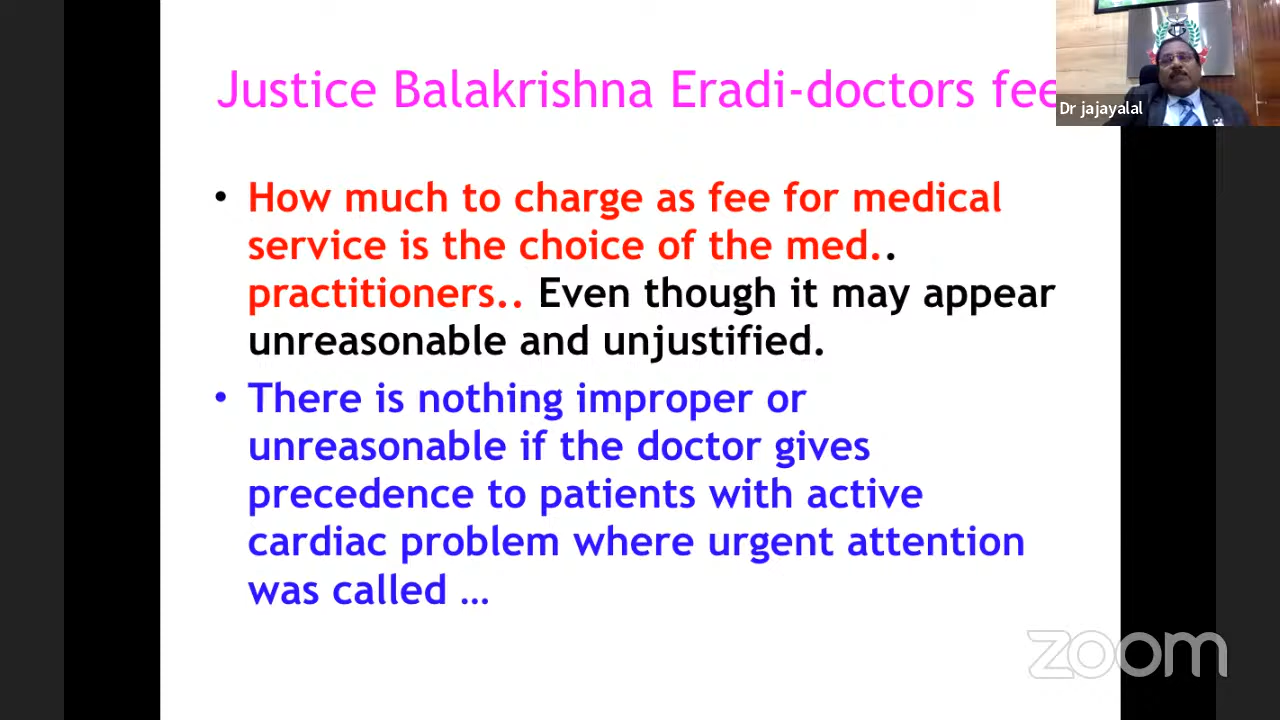 Justice Balakrishna Eradi-doctors fee
Dr jajayalal
• How much to charge as fee for medical
service is the choice of the med..
practitioners.. Even though it may appear
unreasonable and unjustified.
• There is nothing improper or
unreasonable if the doctor gives
precedence to patients with active
cardiac problem where urgent attention
was called ...
zoom